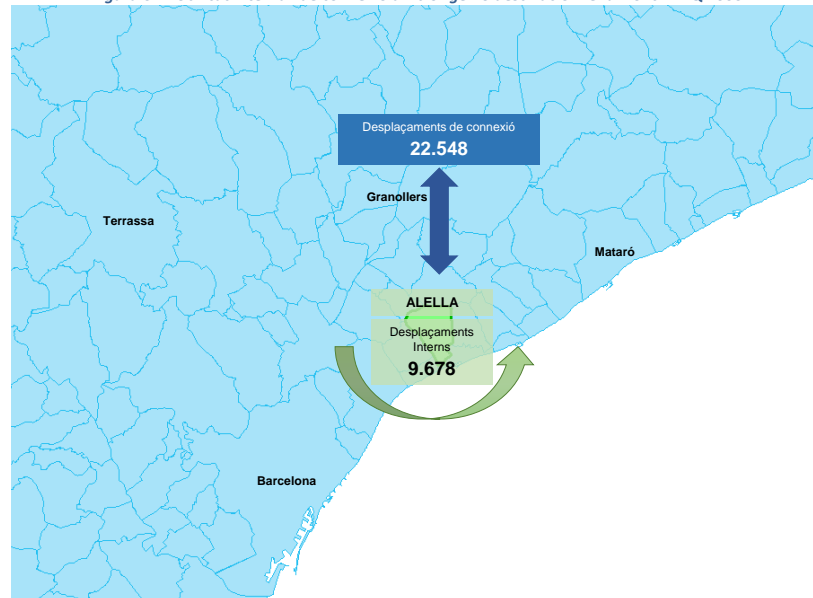 Desplaçaments de connexió
22.548
Granollers
Terrassa
Mataró
ALELLA
Desplaçaments
Interns
9.678
Barcelona